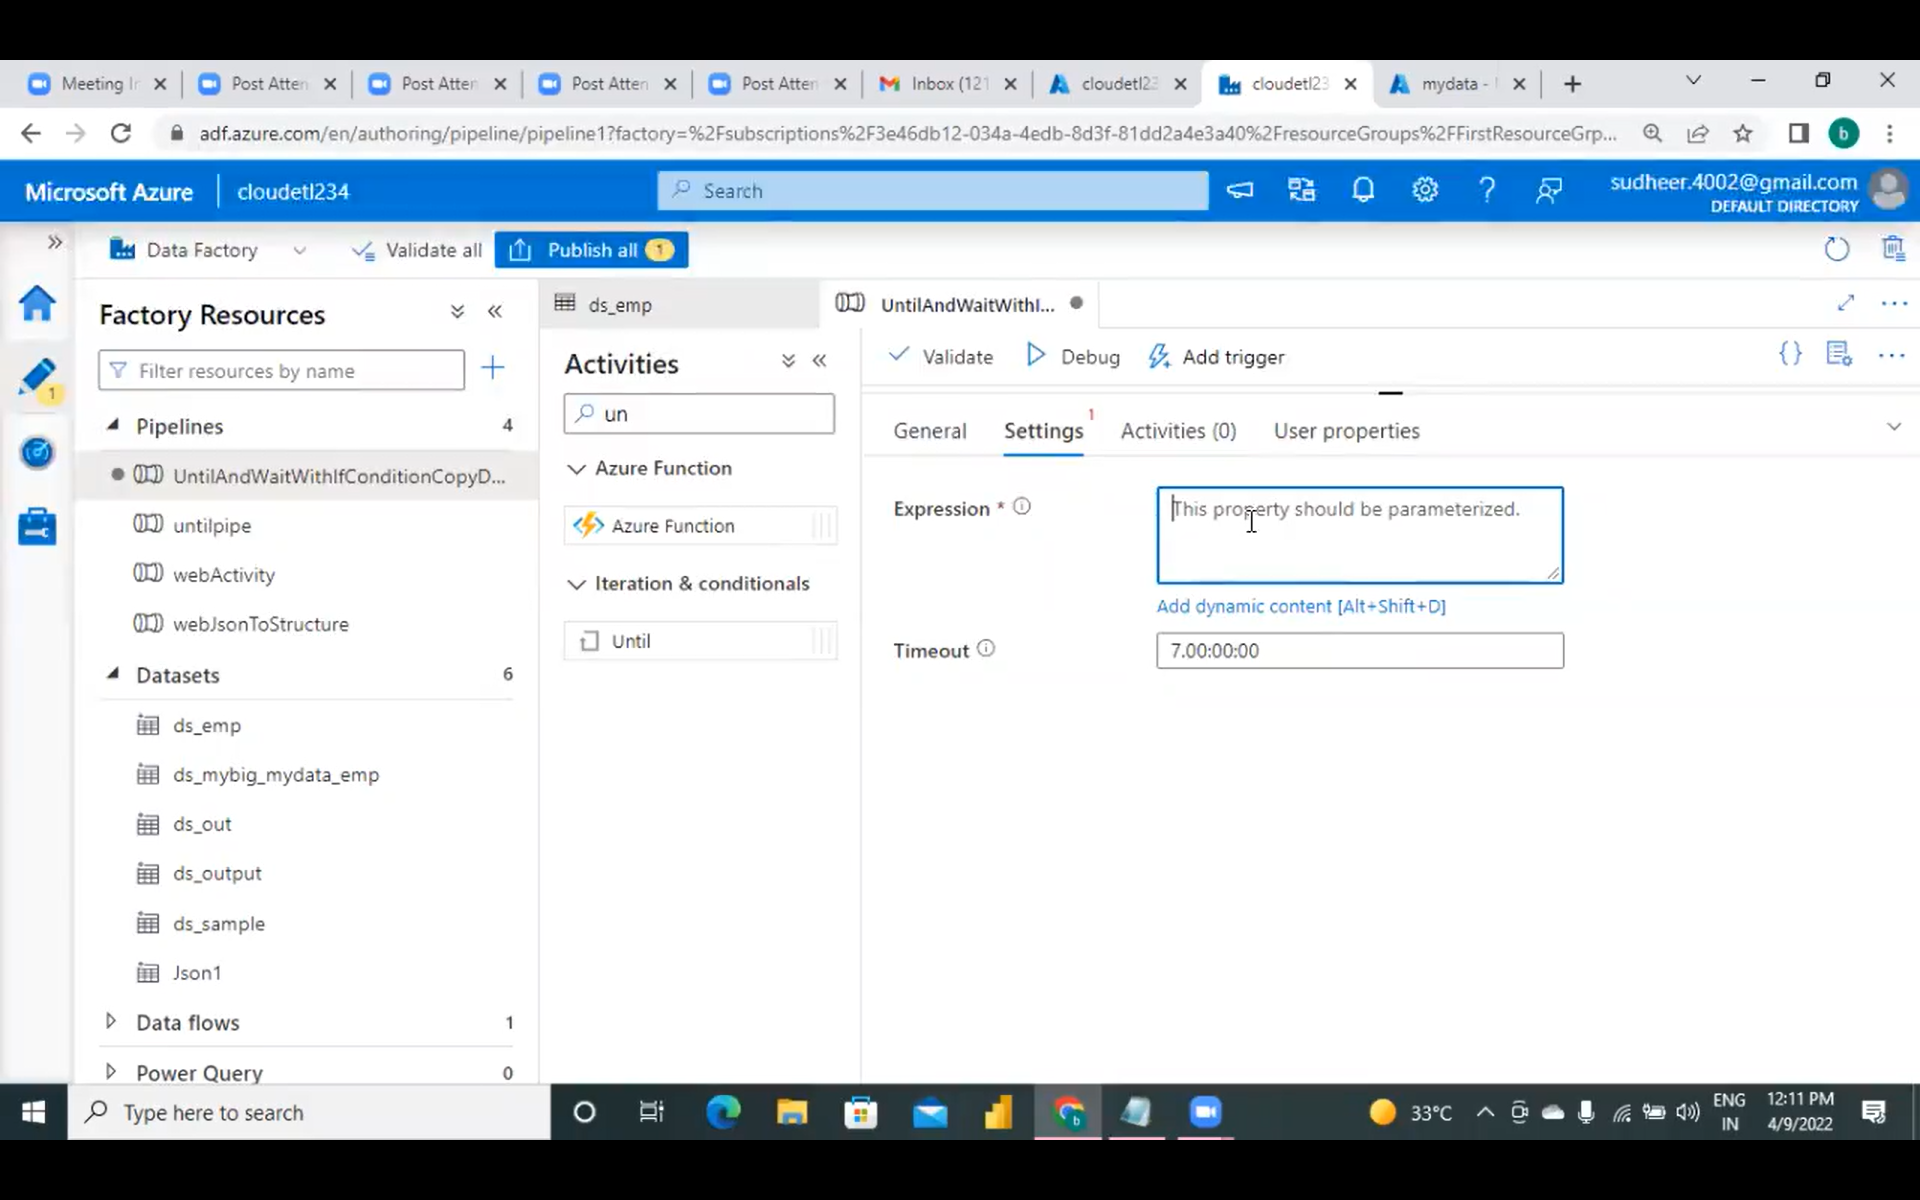 Meeting Ir
Post Atten
Post Atten
Post Atten
Post Atten
Inbox (121
cloudetl23
cloudetl23
mydata -
adf.azure.com/en/authoring/pipeline/pipeline1?factory=%2Fsubscriptions%2F3e46db12-034a-4edb-8d3f-81dd2a4e3a40%2FresourceGroups%2FFirstResourceGrp...
b
Microsoft Azure
cloudetl234
Search
sudheer.4002@gmail.com
DEFAULT DIRECTORY
Data Factory
Validate all
Publish all 1
Factory Resources
Filter resources by name
1
Pipelines 4
UntilAndWaitWithIfConditionCopyD...
untilpipe
webActivity
webJsonToStructure
Datasets 6
ds_emp
ds_mybig_mydata_emp
ds_out
ds_output
ds_sample
Json1
Data flows 1
Power Query 0
ds_emp
UntilAndWaitWithI...
Activities
un
Azure Function
Azure Function
Iteration & conditionals
Until
Validate
Debug
Add trigger
General
Settings 1
Activities (0)
User properties
Expression *
This property should be parameterized.
Add dynamic content [Alt+Shift+D]
Timeout
7.00:00:00
Type here to search
b
33°C
ENG
IN
12:11 PM
4/9/2022